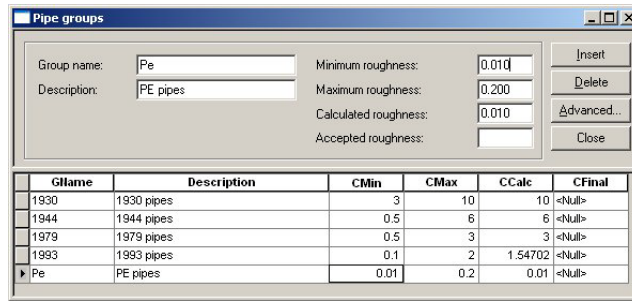 Pipe groups
Group name: Pe Minimum roughness: 0.010 Insert
Description: PE pipes Maximum roughness: 0.200 Delete
Calculated roughness: 0.010 Advanced...
Accepted roughness: Close
GName Description CMin CMax CCalc CFinal
1930 1930 pipes 3 10 10 <Null>
1944 1944 pipes 0.5 6 6 <Null>
1979 1979 pipes 0.5 3 3 <Null>
1993 1993 pipes 0.1 2 1.54702 <Null>
Pe PE pipes 0.01 0.2 0.01 <Null>